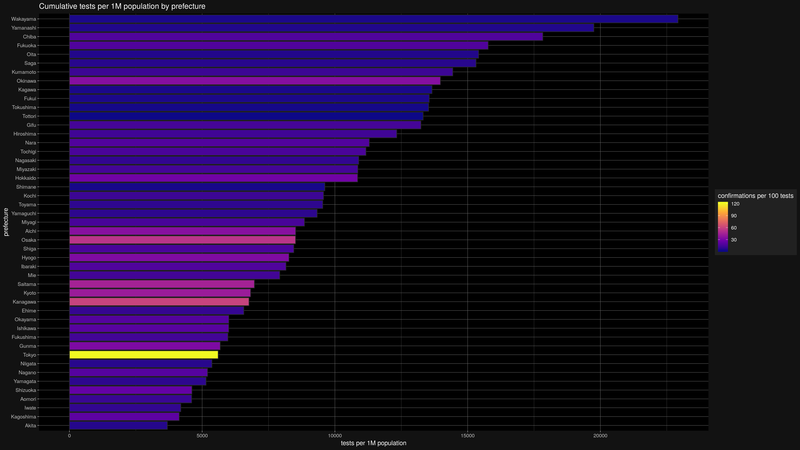 Cumulative tests per 1M population by prefecture
Wakayama
Yamanashi
Chiba
Fukuoka
Oita
Saga
Kumamoto
Okinawa
Kagawa
Fukui
Tokushima
Tottori
Gifu
Hiroshima
Nara
Tochigi
Nagasaki
Miyazaki
Hokkaido
Shimane
Kochi
Toyama
Yamaguchi
Miyagi
Aichi
Osaka
Shiga
Hyogo
Ibaraki
Mie
Saitama
Kyoto
Kanagawa
Ehime
Okayama
Ishikawa
Fukushima
Gunma
Tokyo
Niigata
Nagano
Yamagata
Shizuoka
Aomori
Iwate
Kagoshima
Akita
prefecture
0 5000 10000 15000 20000
tests per 1M population
confirmations per 100 tests
120
90
60
30